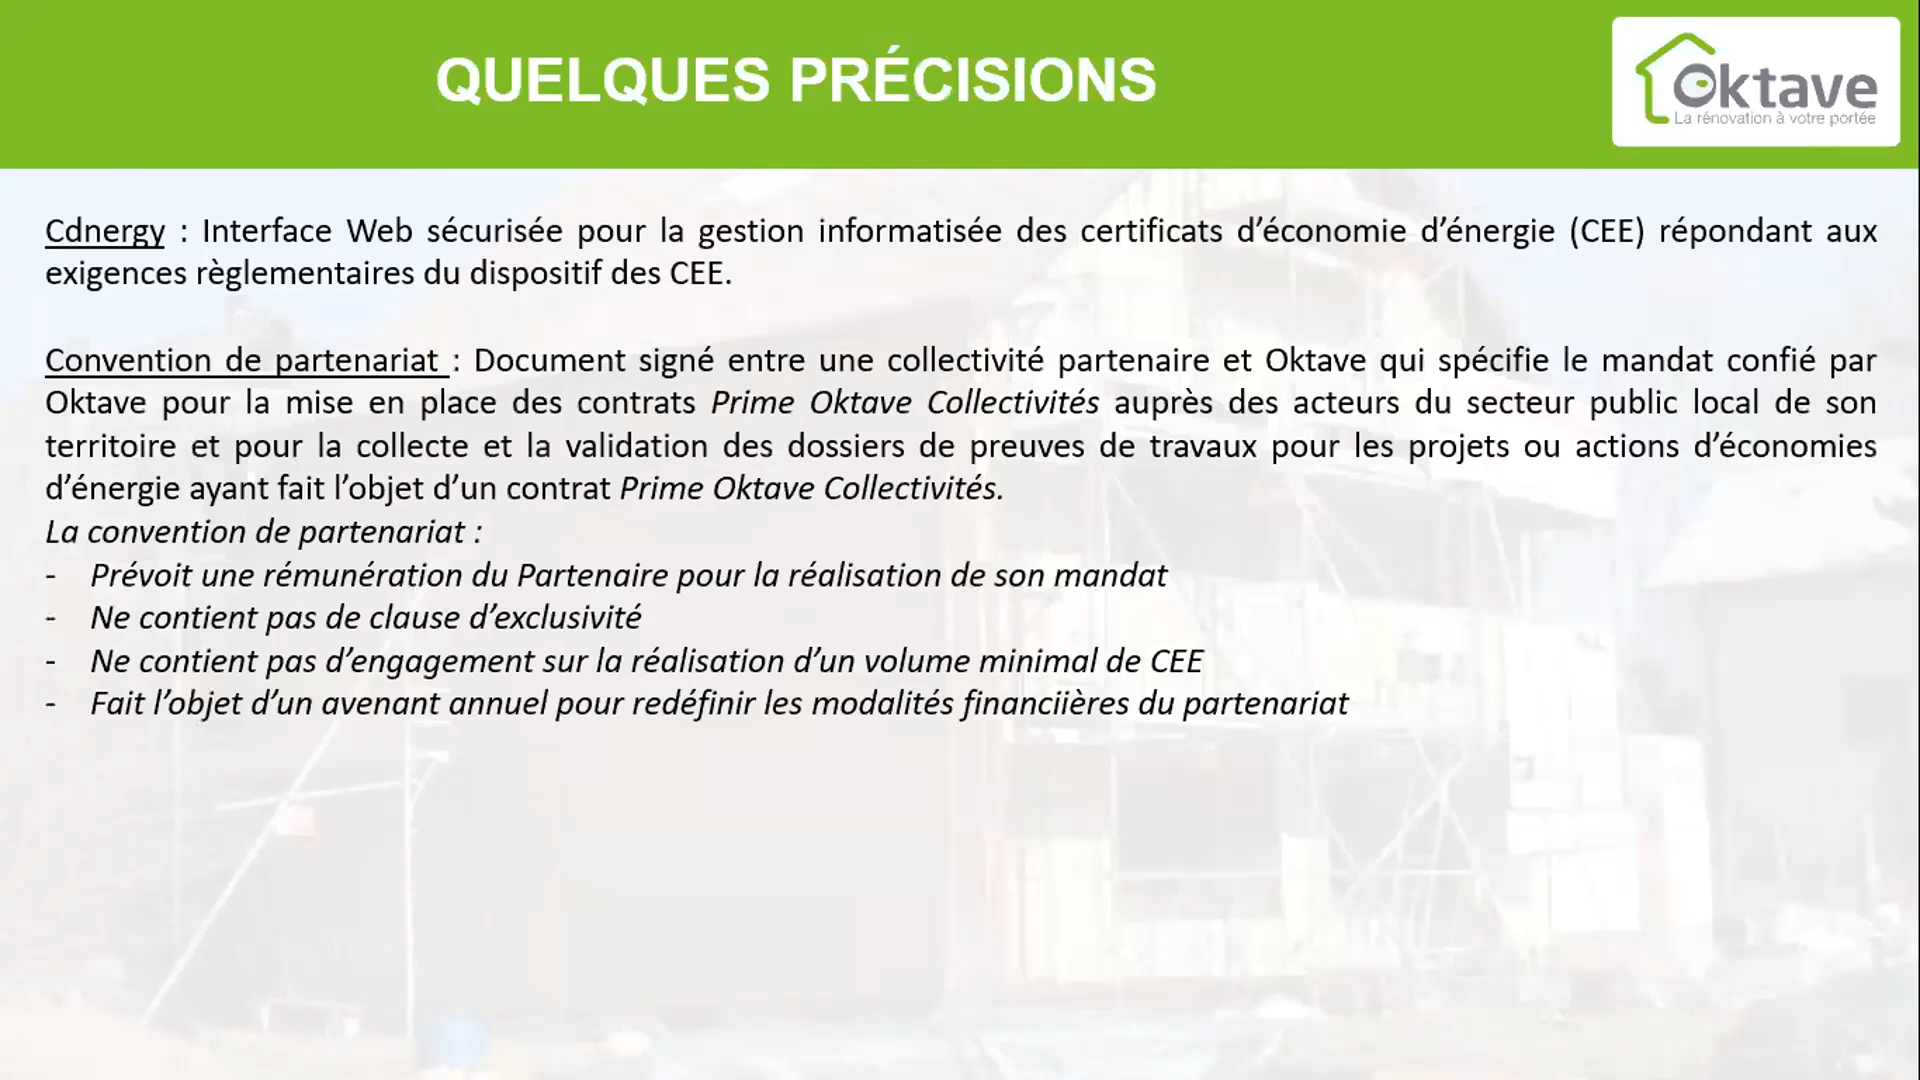 QUELQUES PRÉCISIONS
Oktave
La rénovation à votre portée
Cdnergy : Interface Web sécurisée pour la gestion informatisée des certificats d’économie d’énergie (CEE) répondant aux
exigences règlementaires du dispositif des CEE.
Convention de partenariat : Document signé entre une collectivité partenaire et Oktave qui spécifie le mandat confié par
Oktave pour la mise en place des contrats Prime Oktave Collectivités auprès des acteurs du secteur public local de son
territoire et pour la collecte et la validation des dossiers de preuves de travaux pour les projets ou actions d’économies
d’énergie ayant fait l’objet d’un contrat Prime Oktave Collectivités.
La convention de partenariat :
- Prévoit une rémunération du Partenaire pour la réalisation de son mandat
- Ne contient pas de clause d’exclusivité
- Ne contient pas d’engagement sur la réalisation d’un volume minimal de CEE
- Fait l’objet d’un avenant annuel pour redéfinir les modalités financiières du partenariat